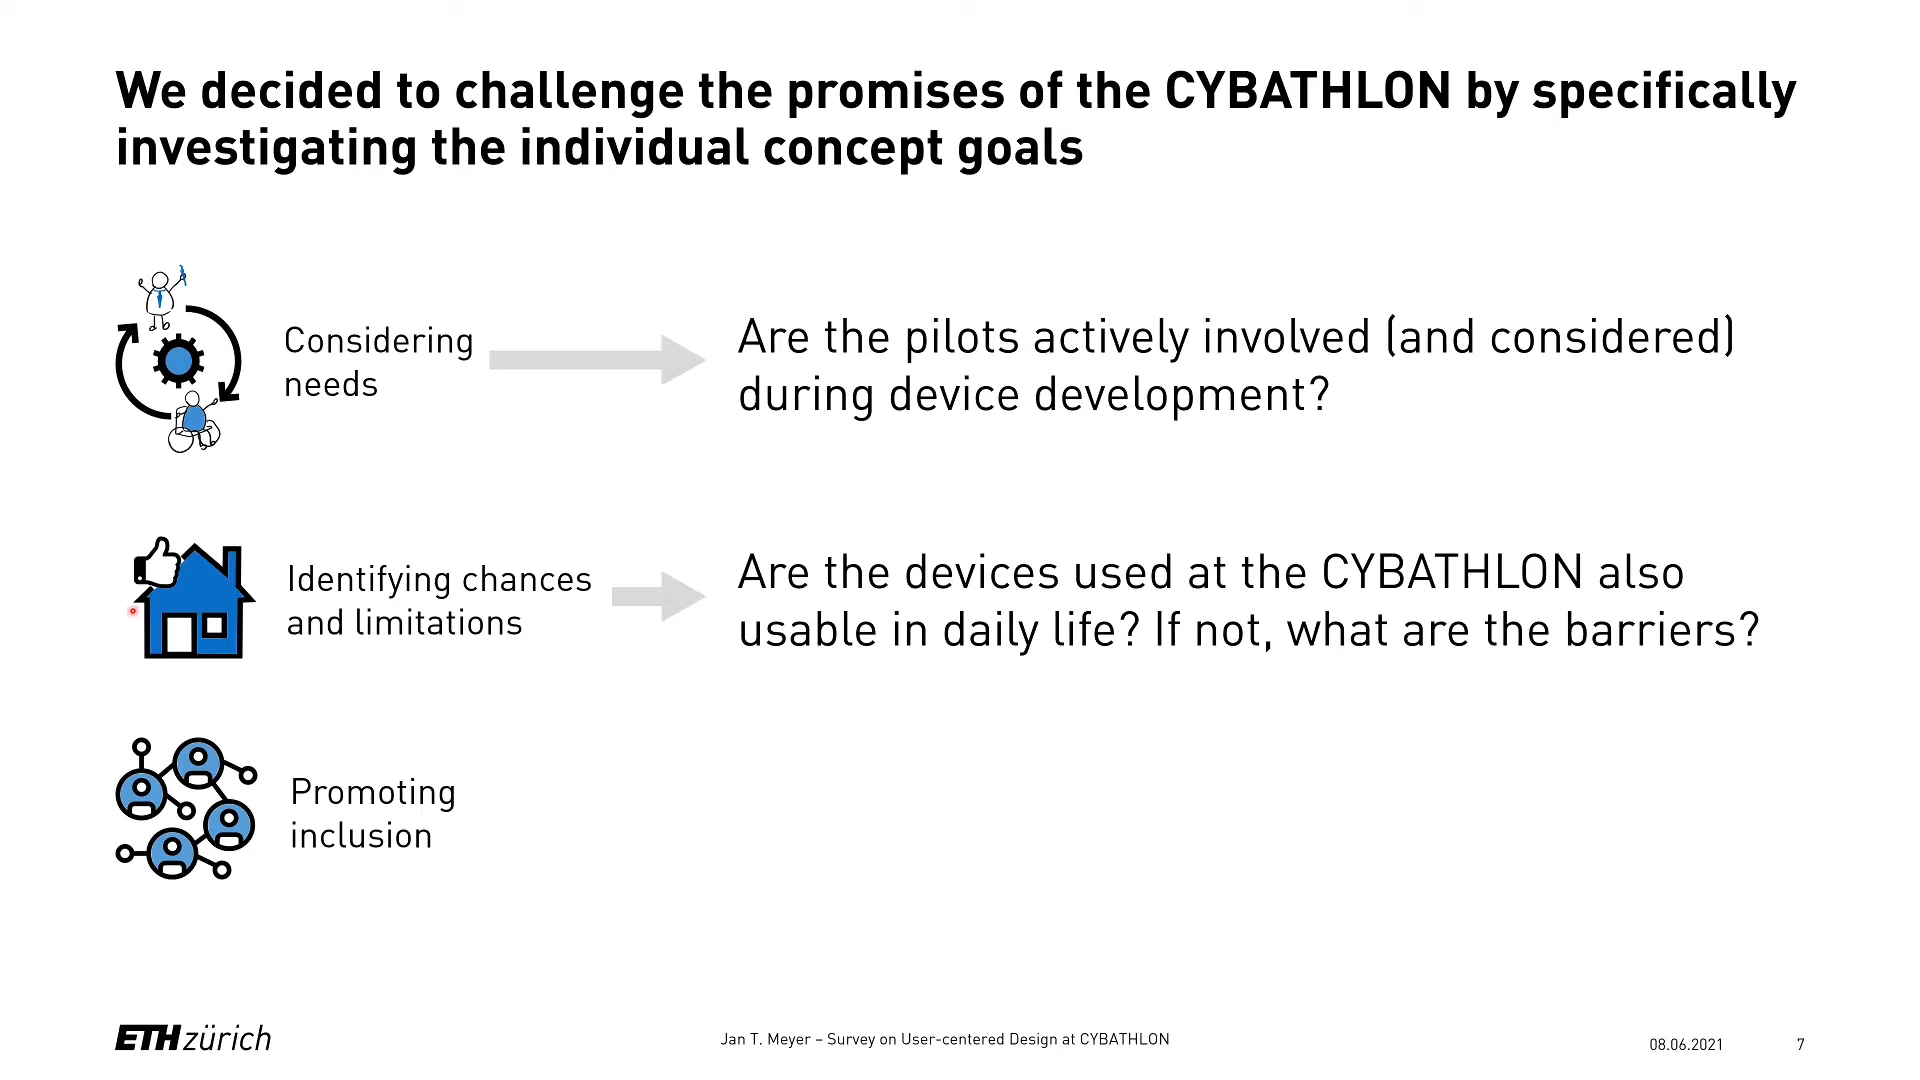 We decided to challenge the promises of the CYBATHLON by specifically
investigating the individual concept goals
Considering
needs
Are the pilots actively involved (and considered)
during device development?
Identifying chances
and limitations
Are the devices used at the CYBATHLON also
usable in daily life? If not, what are the barriers?
Promoting
inclusion
ETH zürich
Jan T. Meyer – Survey on User-centered Design at CYBATHLON
08.06.2021
7